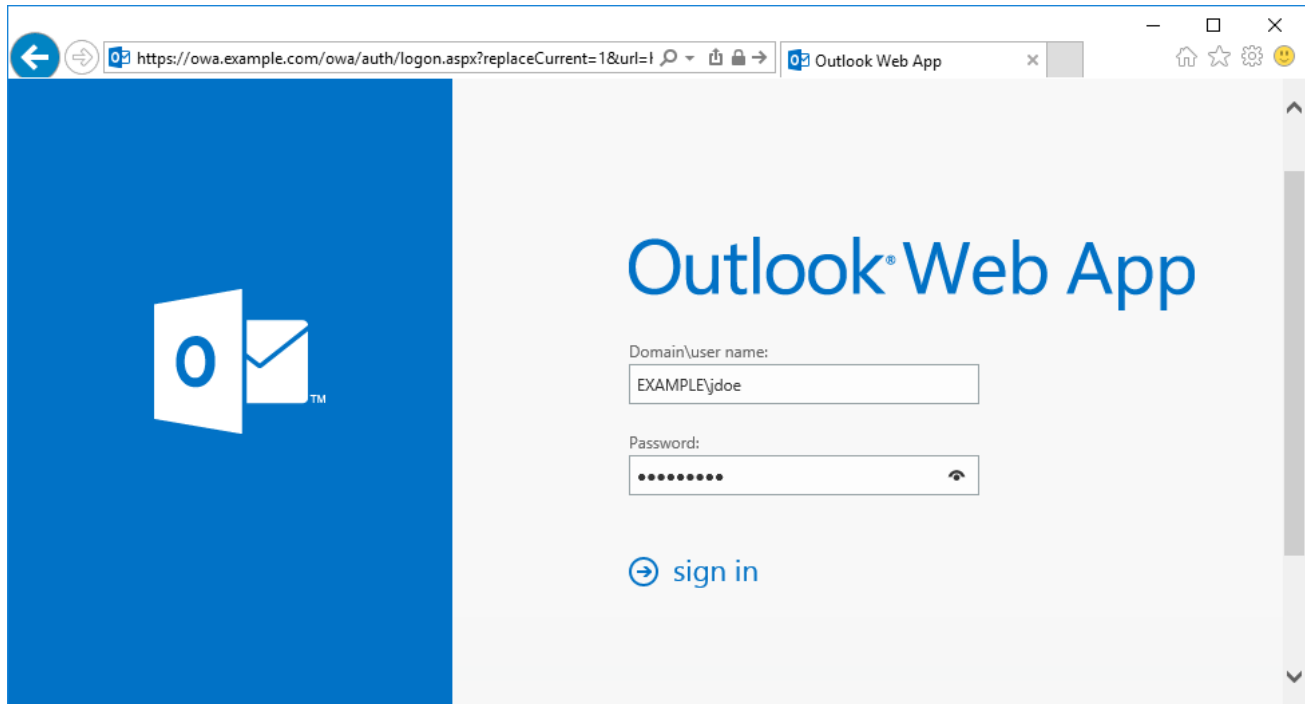 https://owa.example.com/owa/auth/logon.aspx?replaceCurrent=1&url=
Outlook Web App
Outlook® Web App
TM
Domain\user name:
EXAMPLE\jdoe
Password:
•••••••••
sign in